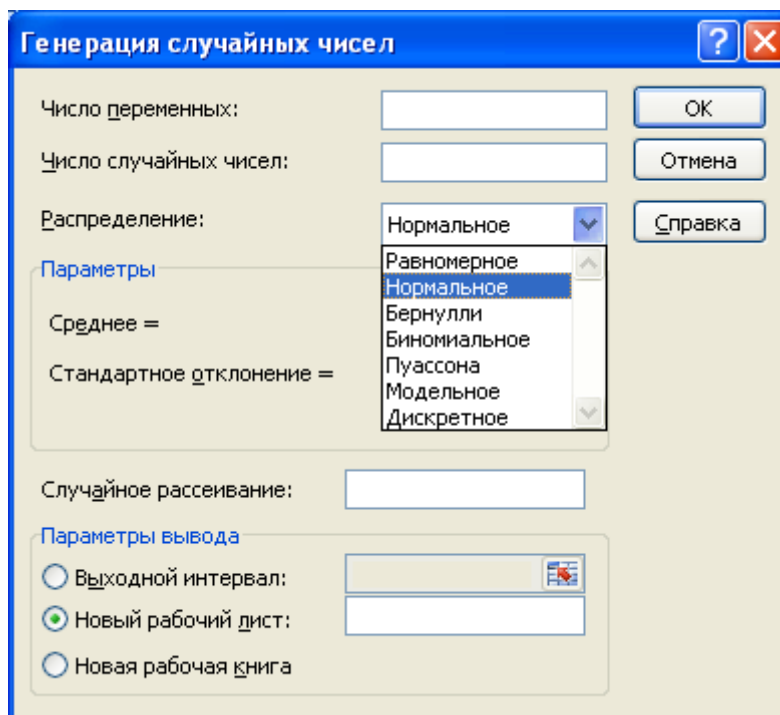 Генерация случайных чисел
Число переменных:
ОК
Число случайных чисел:
Отмена
Распределение:
Нормальное
Справка
Равномерное
Нормальное
Бернулли
Биномиальное
Пуассона
Модельное
Дискретное
Параметры
Среднее =
Стандартное отклонение =
Случайное рассеивание:
Параметры вывода
Выходной интервал:
Новый рабочий лист:
Новая рабочая книга